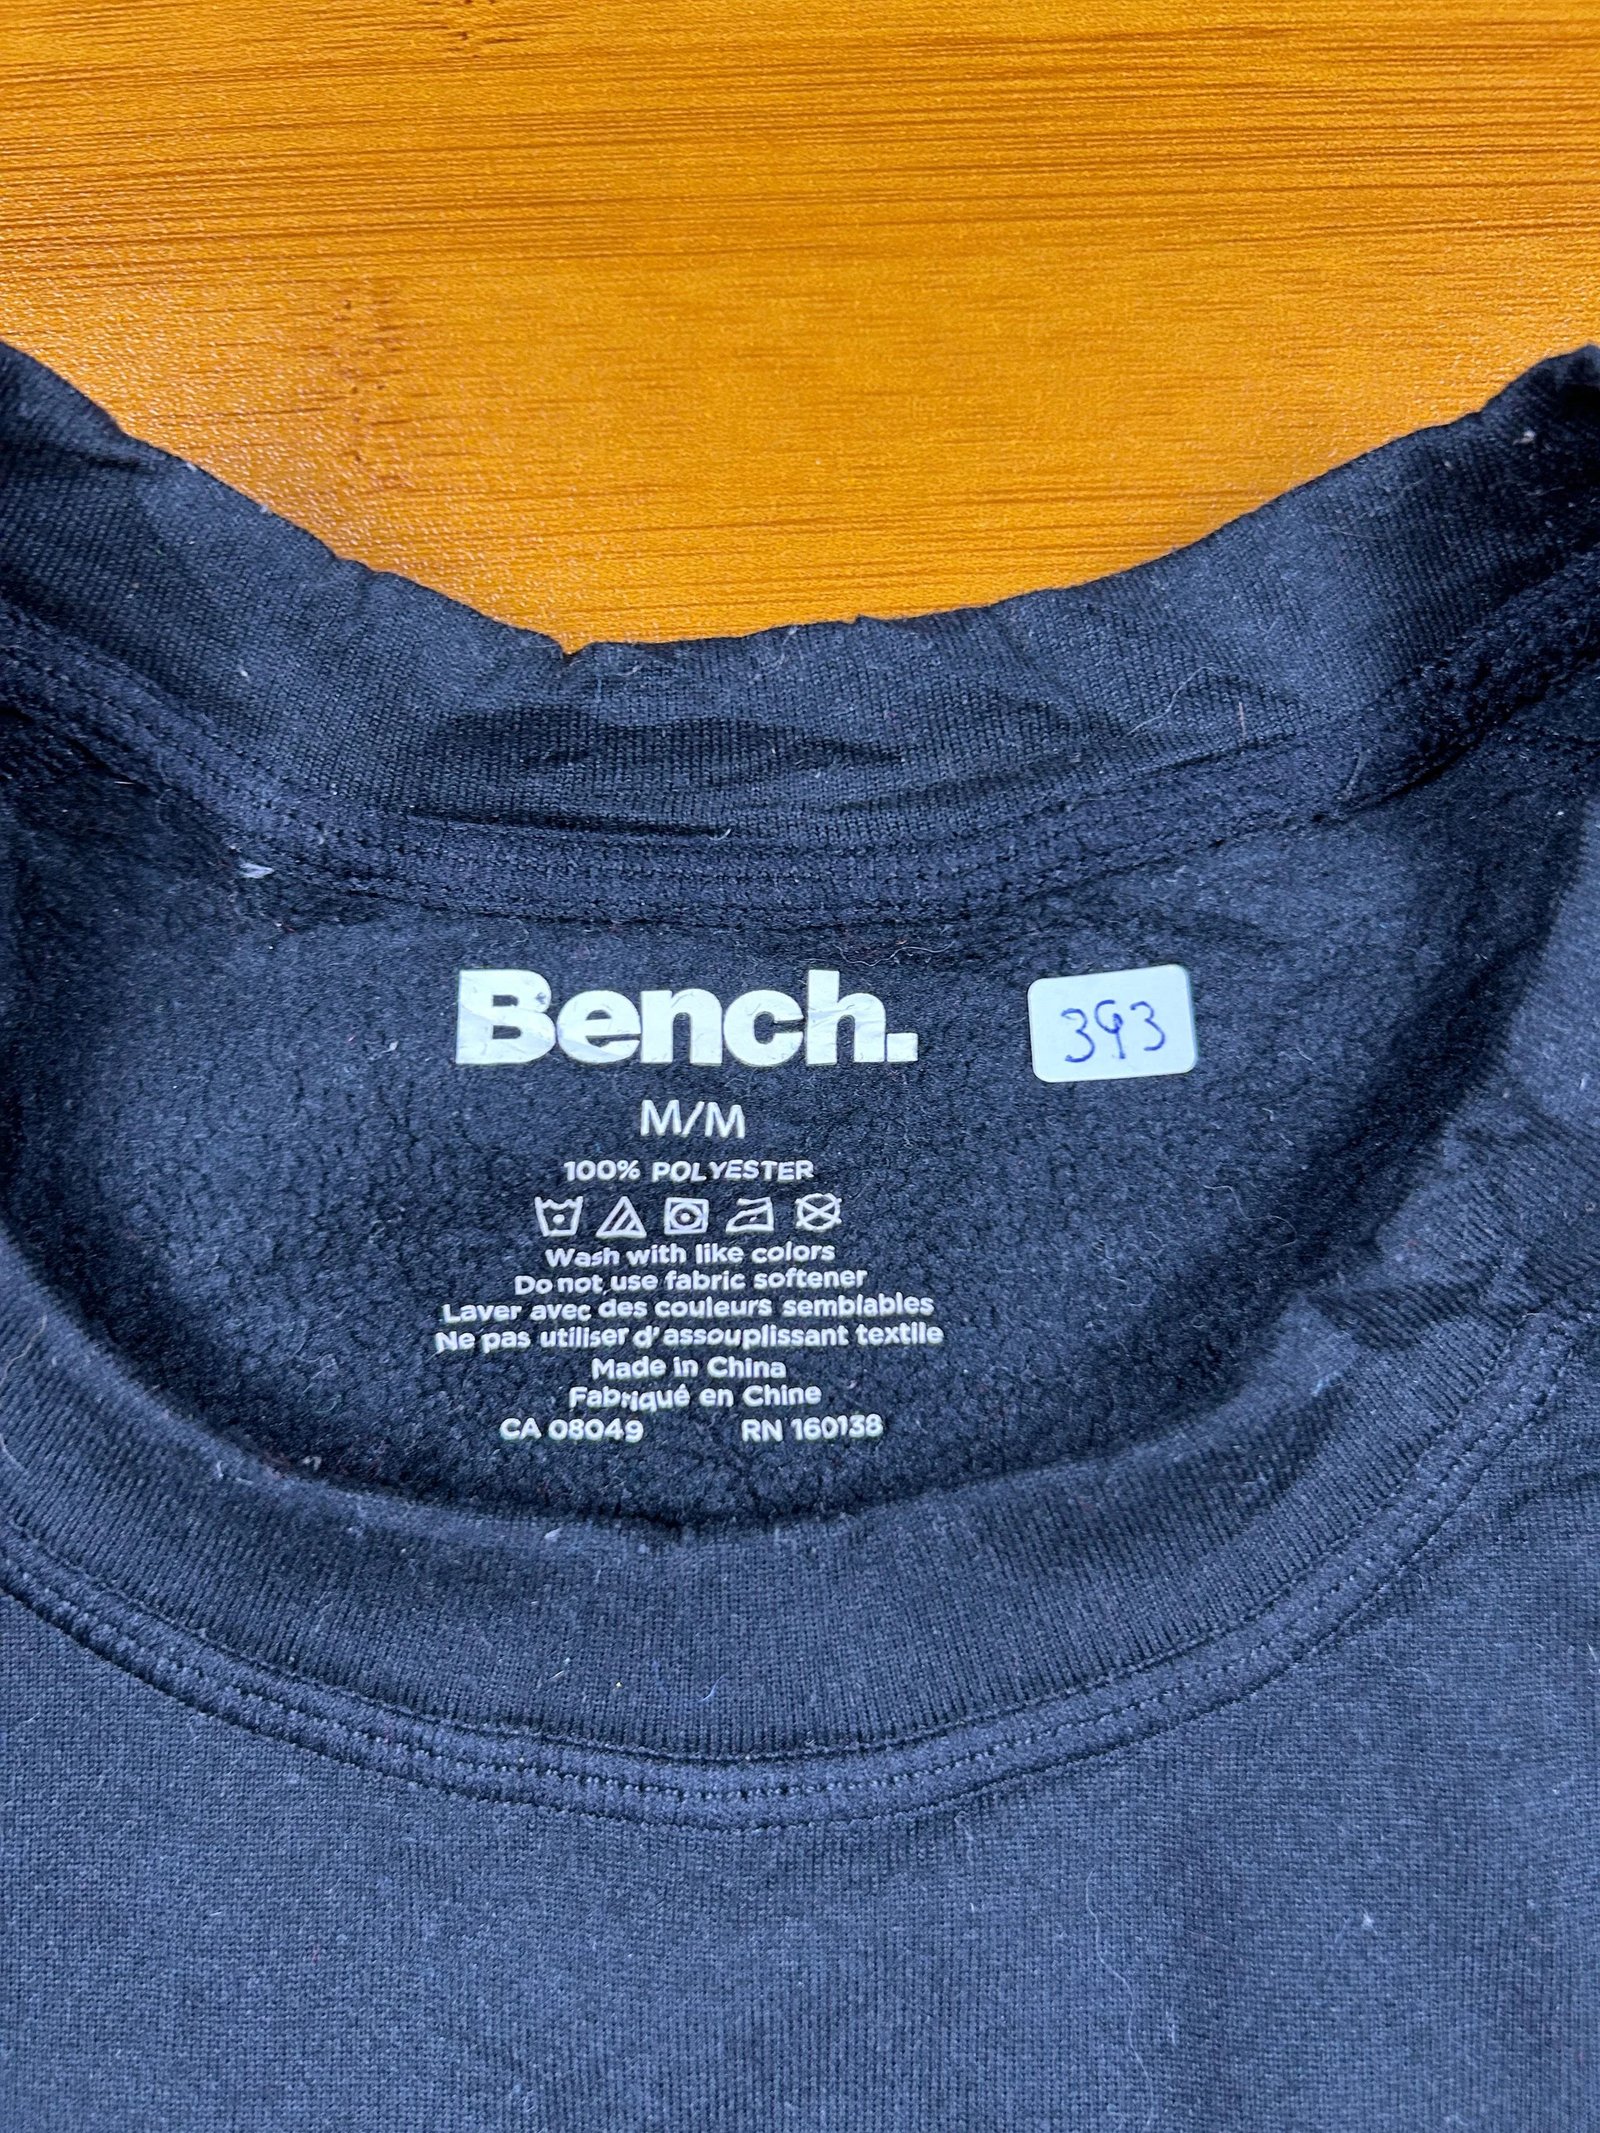 Bench.
393
M/M
100% POLYESTER
Wash with like colors
Do not use fabric softener
Laver avec des couleurs semblables
Ne pas utiliser d'assouplissant textile
Made in China
Fabriqué en Chine
CA 08049 RN 160138